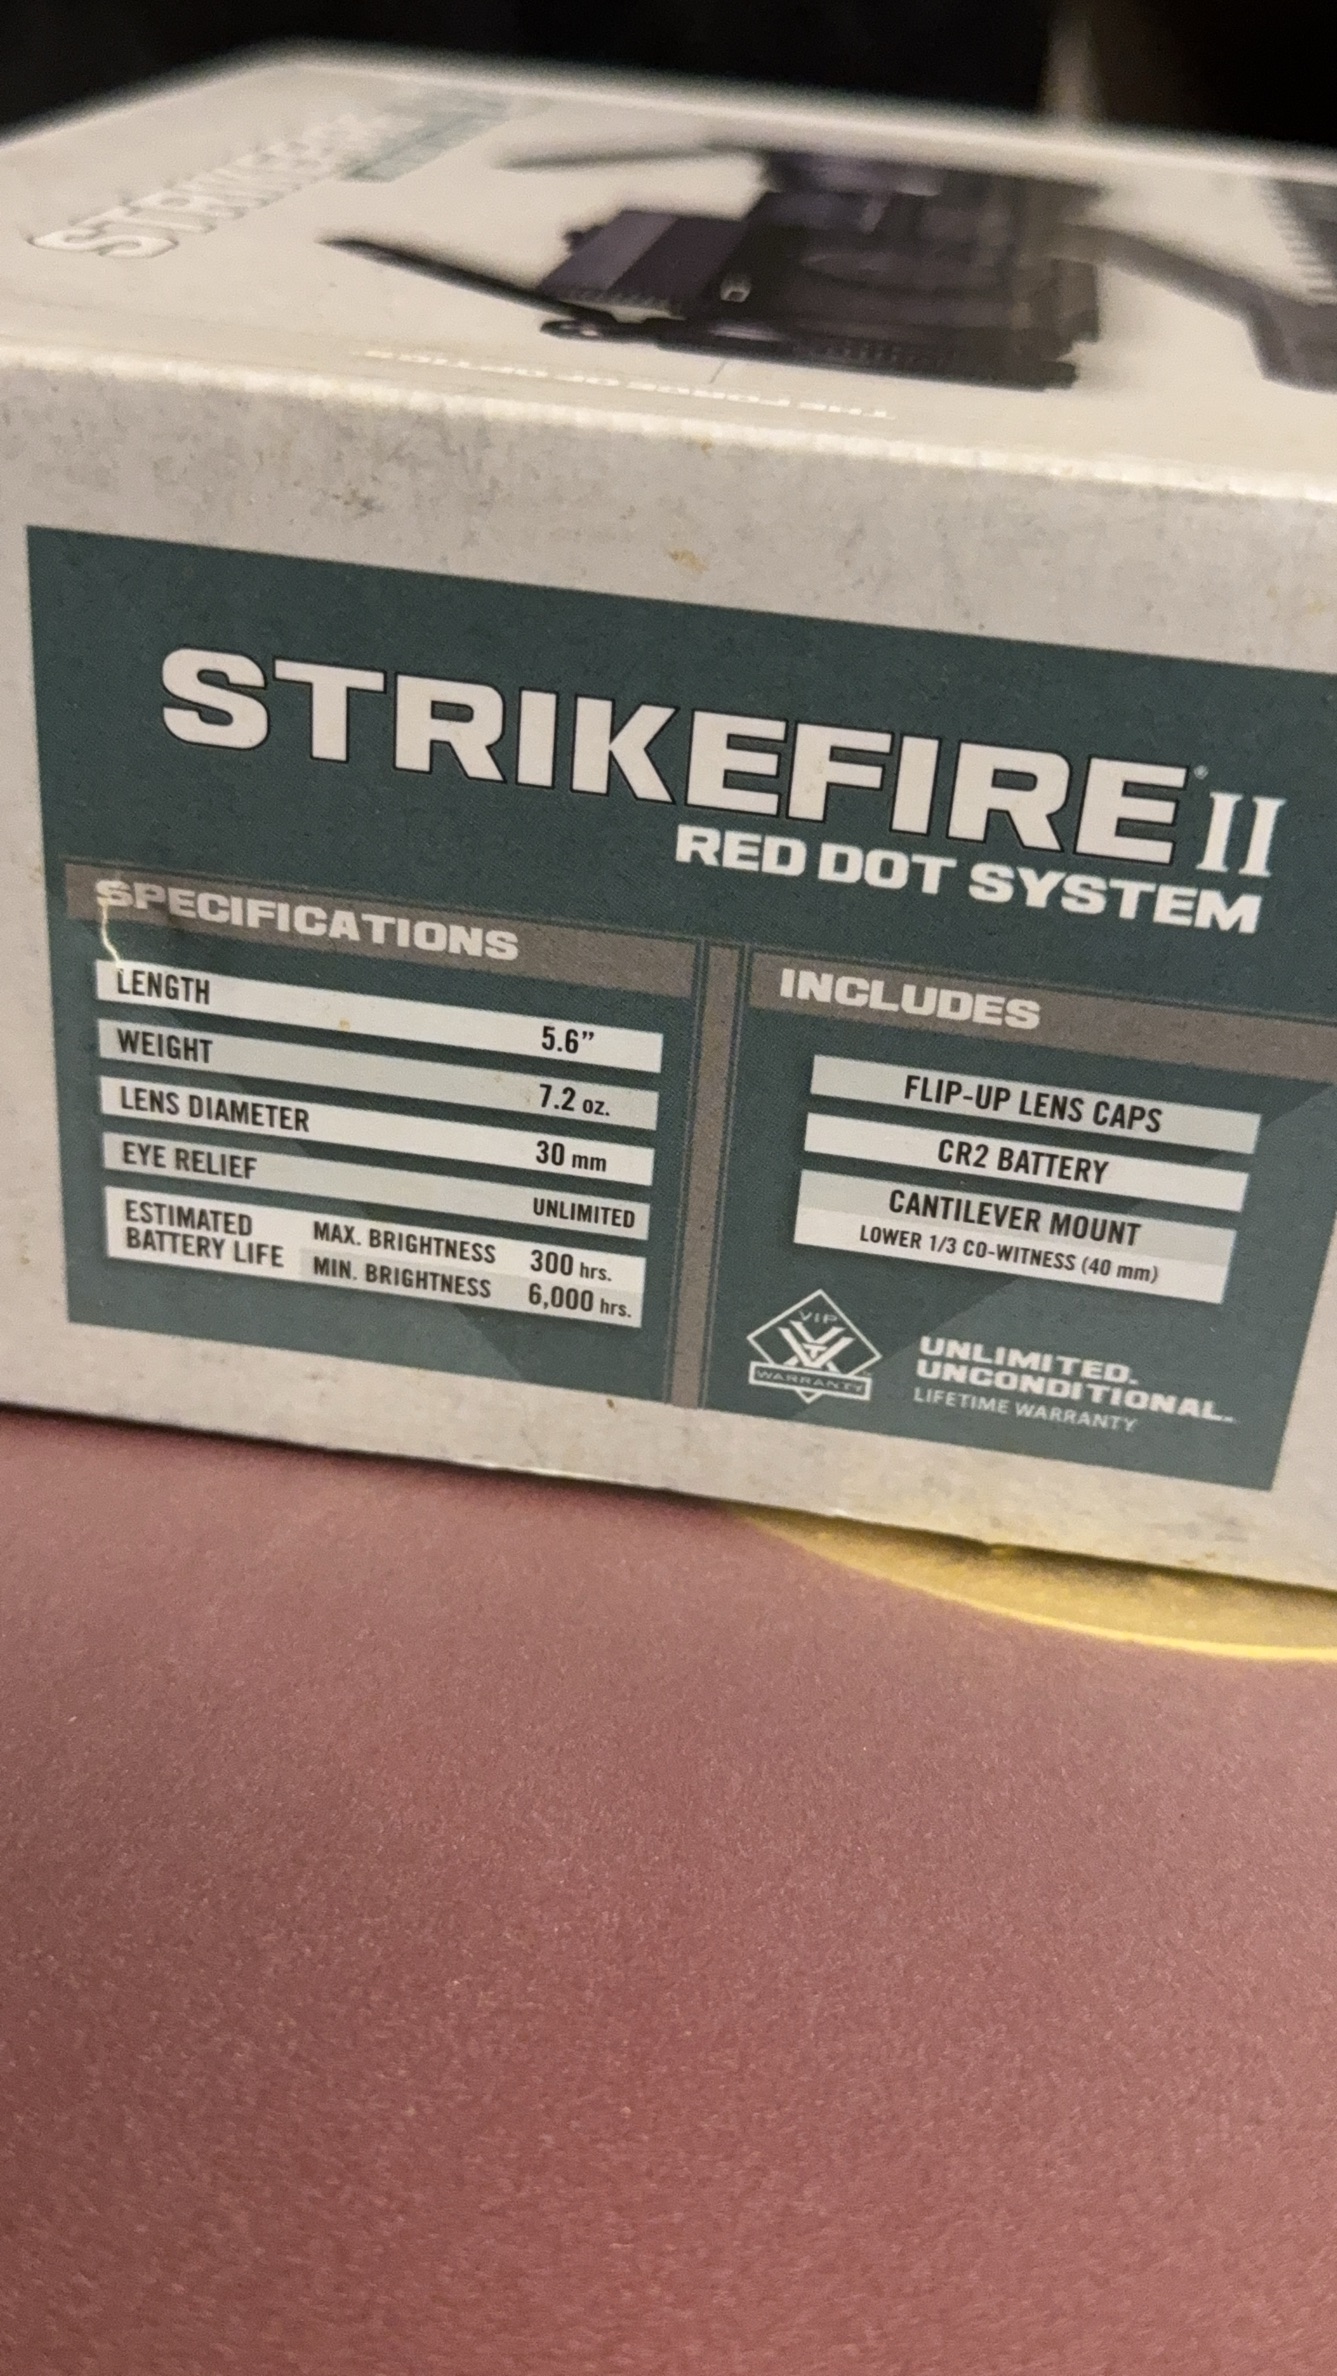 STRIKEFIRE II
RED DOT SYSTEM
SPECIFICATIONS
LENGTH 5.6”
WEIGHT 7.2 oz.
LENS DIAMETER 30 mm
EYE RELIEF UNLIMITED
ESTIMATED BATTERY LIFE
MAX. BRIGHTNESS 300 hrs.
MIN. BRIGHTNESS 6,000 hrs.
INCLUDES
FLIP-UP LENS CAPS
CR2 BATTERY
CANTILEVER MOUNT
LOWER 1/3 CO-WITNESS (40 mm)
VIP
WARRANTY
UNLIMITED.
UNCONDITIONAL.
LIFETIME WARRANTY